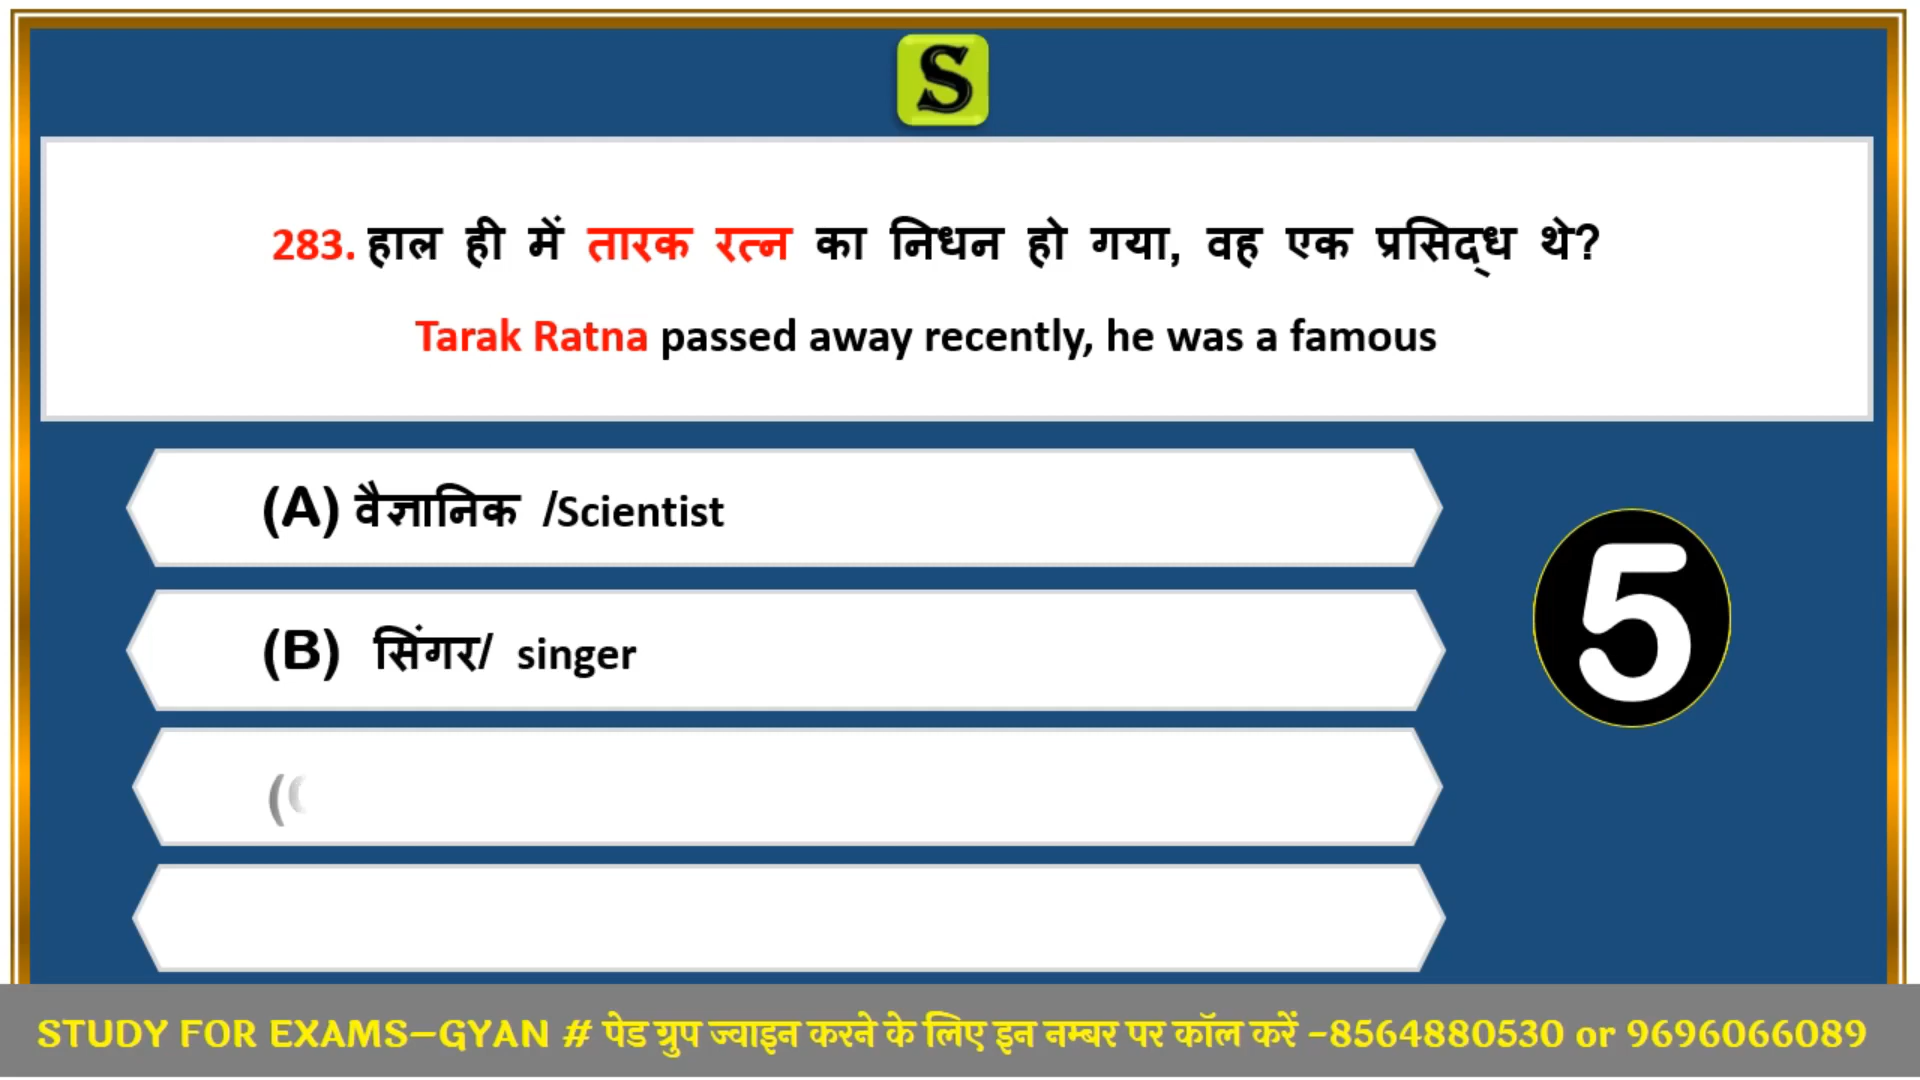 S
283. हाल ही में तारक रत्न का निधन हो गया, वह एक प्रसिद्ध थे?
Tarak Ratna passed away recently, he was a famous
(A) वैज्ञानिक /Scientist
(B) सिंगर/ singer
5
(
STUDY FOR EXAMS–GYAN # पेड ग्रुप ज्वाइन करने के लिए इन नम्बर पर कॉल करें -8564880530 or 9696066089